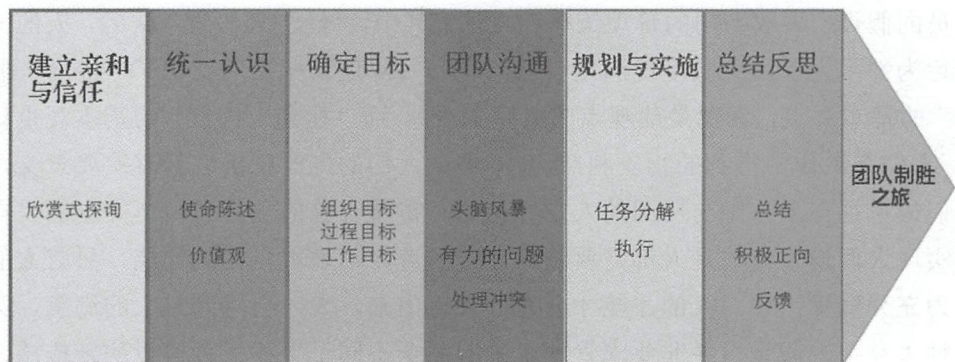 建立亲和
与信任
统一认识
确定目标
团队沟通
规划与实施
总结反思
欣赏式探询
使命陈述
价值观
组织目标
过程目标
工作目标
头脑风暴
有力的问题
处理冲突
任务分解
执行
总结
积极正向
反馈
团队制胜
之旅